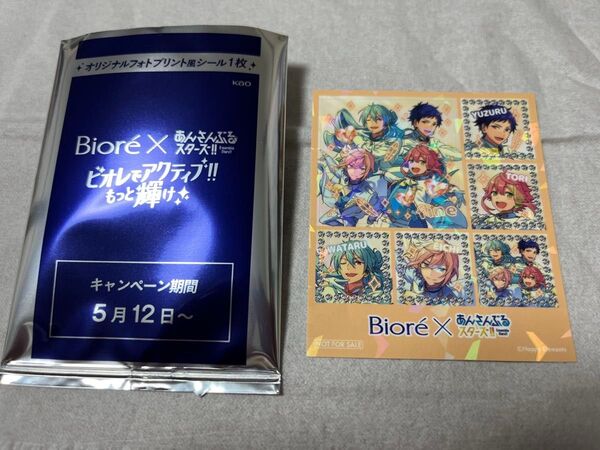 オリジナルフォトプリント風シール1枚
Kao
Bioré×あんさんぶるスターズ!!
ビオレでアクティブ!!
もっと輝け
キャンペーン期間
5月12日〜
fine
YUZURU
TORI
WATARU
EICHI
Bioré×あんさんぶるスターズ!!
NOT FOR SALE
©Happy Elements